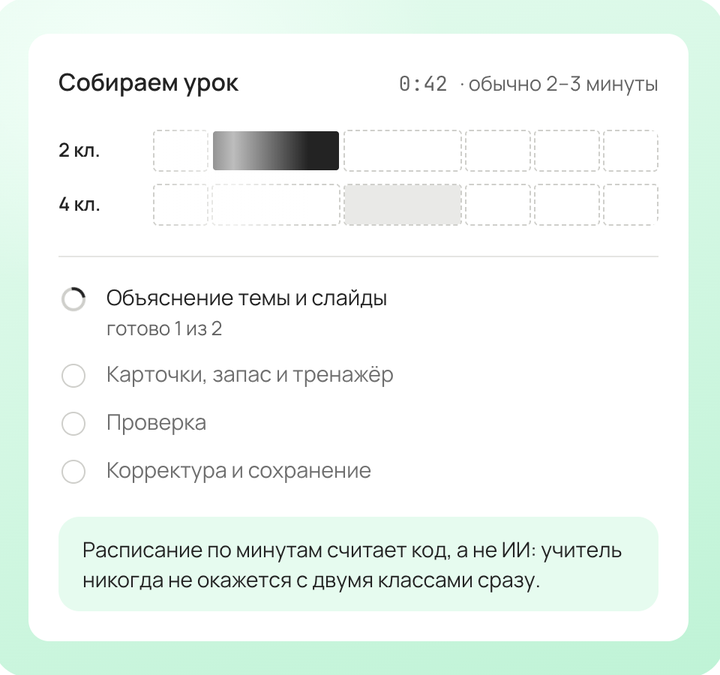 Собираем урок
0:42 · обычно 2–3 минуты
2 кл.
4 кл.
Объяснение темы и слайды
готово 1 из 2
Карточки, запас и тренажёр
Проверка
Корректура и сохранение
Расписание по минутам считает код, а не ИИ: учитель
никогда не окажется с двумя классами сразу.